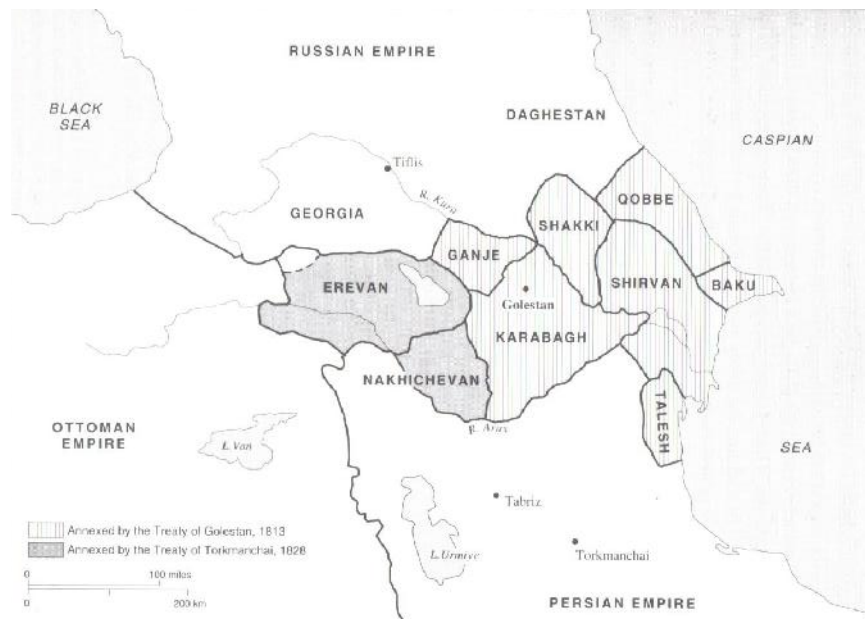 RUSSIAN EMPIRE
BLACK
SEA
DAGHESTAN
CASPIAN
Tiflis
R. Kura
QOBBE
GEORGIA
SHAKKI
GANJE
SHIRVAN
BAKU
EREVAN
Golestan
KARABAGH
NAKHICHEVAN
TALESH
R. Arax
OTTOMAN
EMPIRE
L.Van
SEA
Tabriz
Annexed by the Treaty of Golestan, 1813
Annexed by the Treaty of Torkmanchai, 1828
L.Urmiye
Torkmanchai
0 100 miles
0 200 km
PERSIAN EMPIRE